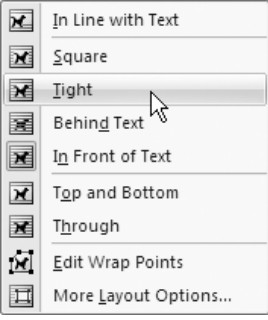 In Line with Text
Square
Tight
Behind Text
In Front of Text
Top and Bottom
Through
Edit Wrap Points
More Layout Options...